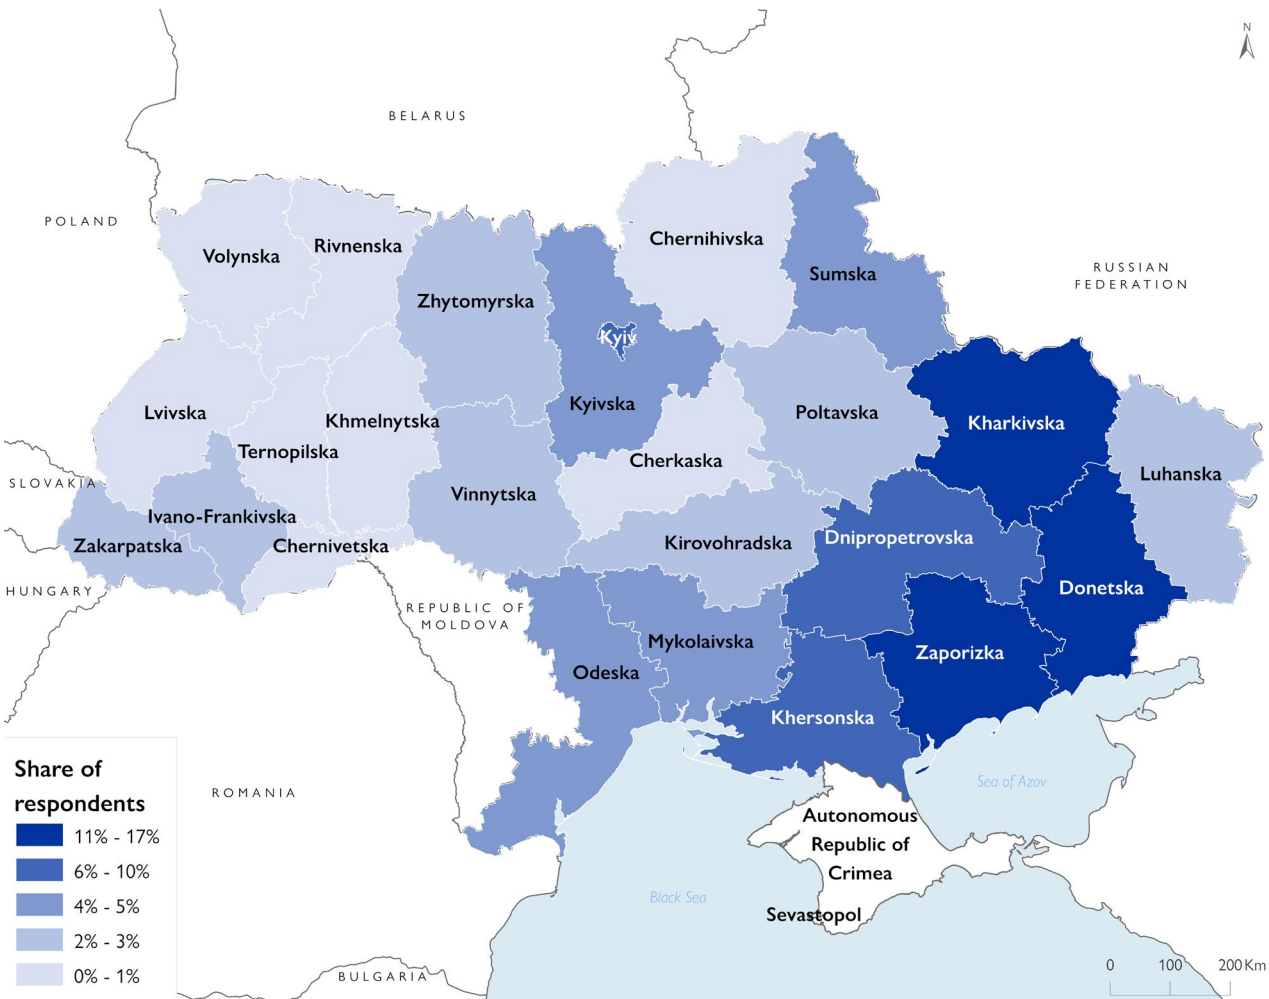 N
BELARUS
POLAND
Volynska
Rivnenska
Chernihivska
RUSSIAN
FEDERATION
Sumska
Zhytomyrska
Kyiv
Kyivska
Lvivska
Khmelnytska
Poltavska
Kharkivska
Ternopilska
Cherkaska
Luhanska
SLOVAKIA
Vinnytska
Ivano-Frankivska
Zakarpatska
Chernivetska
Kirovohradska
Dnipropetrovska
Donetska
HUNGARY
REPUBLIC OF
MOLDOVA
Mykolaivska
Zaporizka
Odeska
Khersonska
Share of
respondents
11% - 17%
6% - 10%
4% - 5%
2% - 3%
0% - 1%
ROMANIA
Sea of Azov
Autonomous
Republic of
Crimea
Black Sea
Sevastopol
BULGARIA
0 100 200 Km